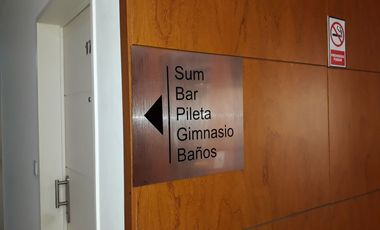 Sum
Bar
Pileta
Gimnasio
Baños